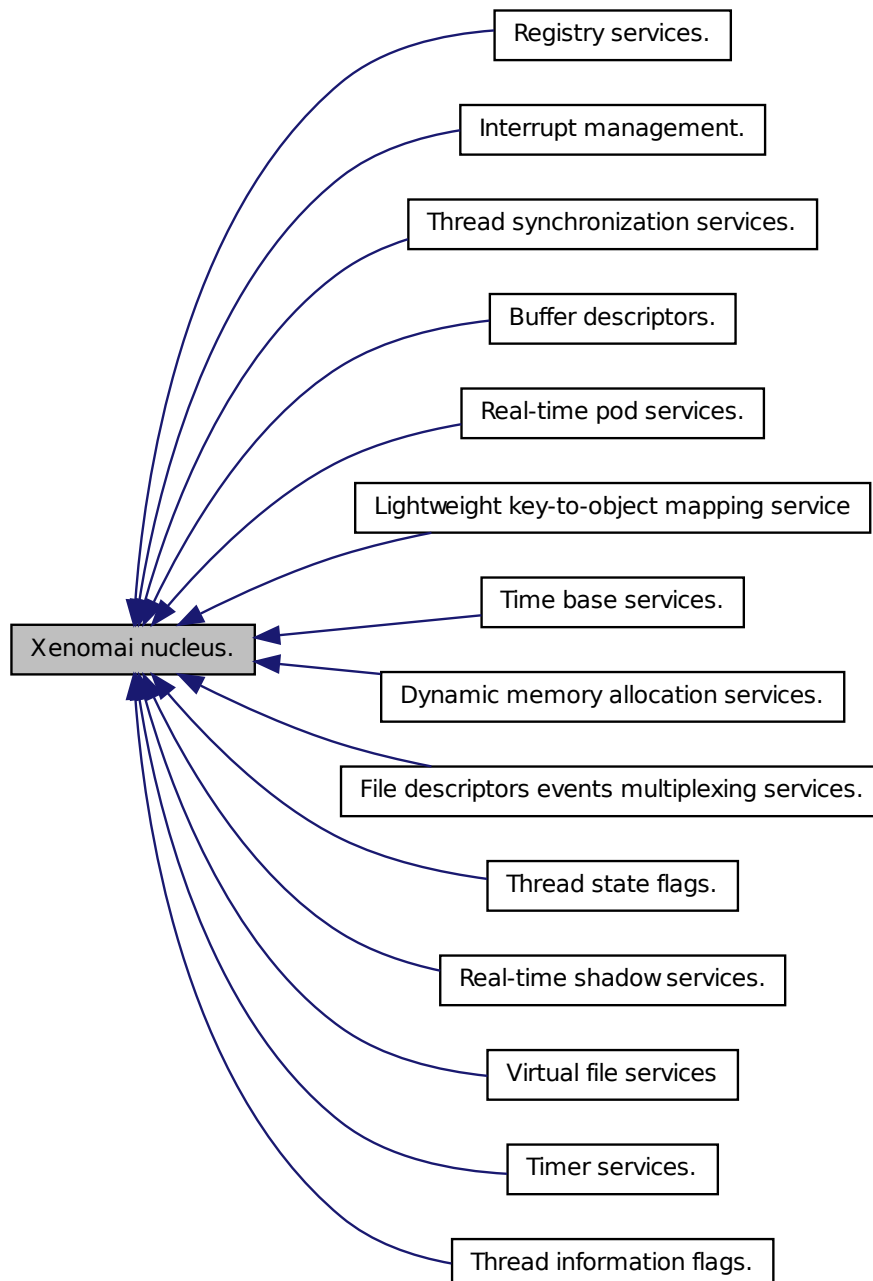 Registry services.
Interrupt management.
Thread synchronization services.
Buffer descriptors.
Real-time pod services.
Lightweight key-to-object mapping service
Time base services.
Xenomai nucleus.
Dynamic memory allocation services.
File descriptors events multiplexing services.
Thread state flags.
Real-time shadow services.
Virtual file services
Timer services.
Thread information flags.